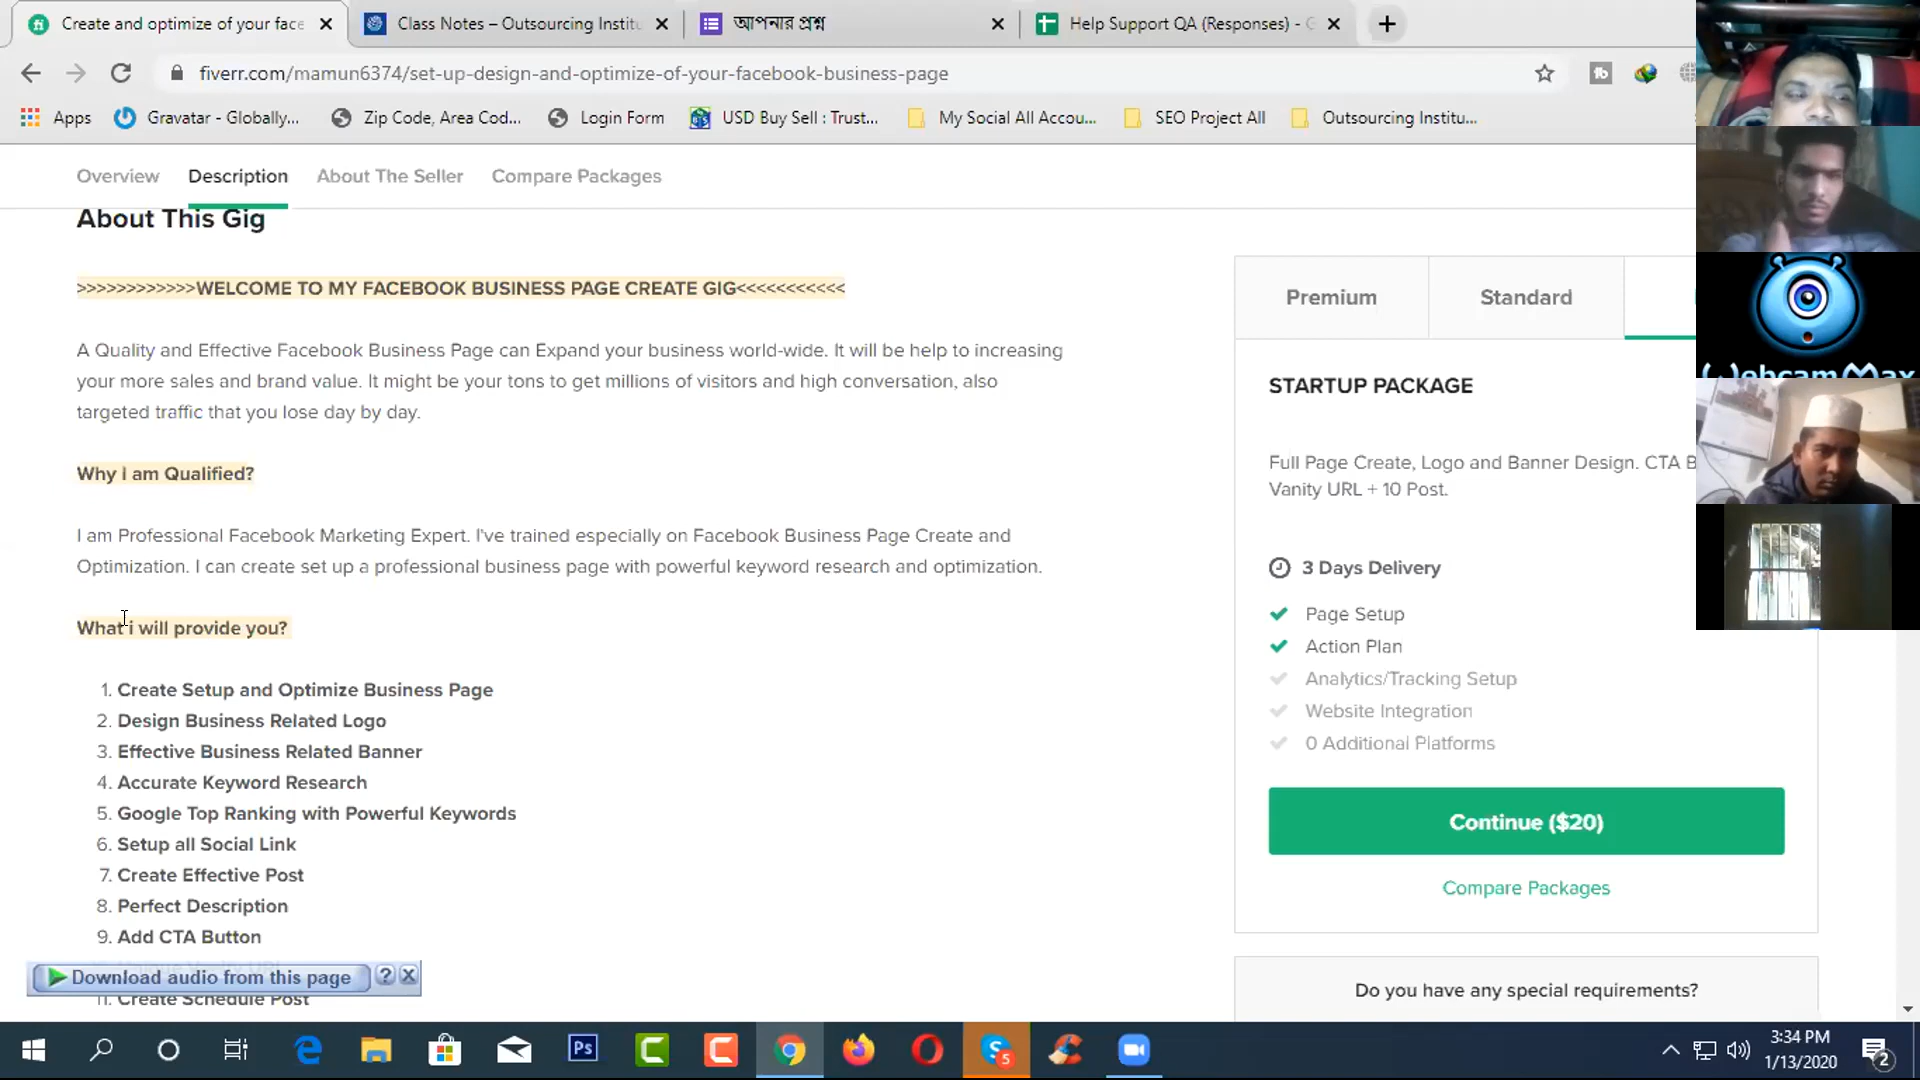 Create and optimize of your face
Class Notes – Outsourcing Institu
আপনার প্রশ্ন
Help Support QA (Responses) - G
fiverr.com/mamun6374/set-up-design-and-optimize-of-your-facebook-business-page
Apps
Gravatar - Globally...
Zip Code, Area Cod...
Login Form
USD Buy Sell : Trust...
My Social All Accou...
SEO Project All
Outsourcing Institu...
Overview
Description
About The Seller
Compare Packages
About This Gig
>>>>>>>>>>>>WELCOME TO MY FACEBOOK BUSINESS PAGE CREATE GIG<<<<<<<<<<<
A Quality and Effective Facebook Business Page can Expand your business world-wide. It will be help to increasing
your more sales and brand value. It might be your tons to get millions of visitors and high conversation, also
targeted traffic that you lose day by day.
Why i am Qualified?
I am Professional Facebook Marketing Expert. I've trained especially on Facebook Business Page Create and
Optimization. I can create set up a professional business page with powerful keyword research and optimization.
What i will provide you?
1. Create Setup and Optimize Business Page
2. Design Business Related Logo
3. Effective Business Related Banner
4. Accurate Keyword Research
5. Google Top Ranking with Powerful Keywords
6. Setup all Social Link
7. Create Effective Post
8. Perfect Description
9. Add CTA Button
Download audio from this page
11. Create Schedule Post
Premium
Standard
STARTUP PACKAGE
Full Page Create, Logo and Banner Design. CTA B
Vanity URL + 10 Post.
3 Days Delivery
Page Setup
Action Plan
Analytics/Tracking Setup
Website Integration
0 Additional Platforms
Continue ($20)
Compare Packages
Do you have any special requirements?
WebcamMax
Ps
5
3:34 PM
1/13/2020
2